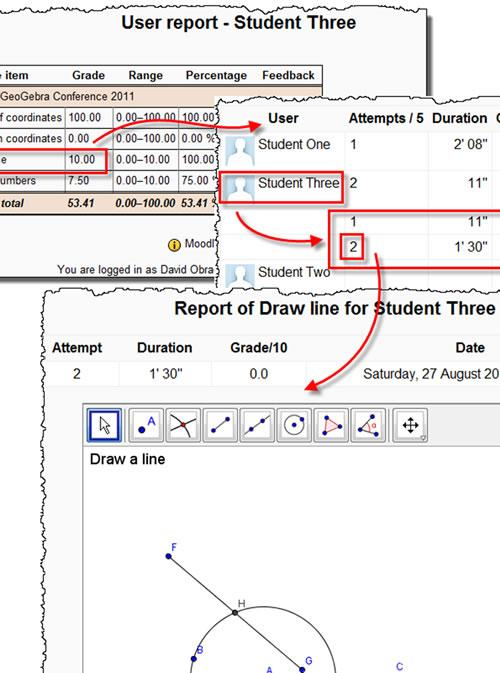 User report - Student Three
e item Grade Range Percentage Feedback
GeoGebra Conference 2011
f coordinates 100.00 0.00–100.00 100.00
n coordinates 0.00 0.00–100.00 0.00 %
e 10.00 0.00–10.00 100.00
umbers 7.50 0.00–10.00 75.00 %
total 53.41 0.00–100.00 53.41 %
Moodl
You are logged in as David Obra
User Attempts / 5 Duration
Student One 1 2' 08"
Student Three 2 11"
1 11"
2 1' 30"
Student Two
Report of Draw line for Student Three
Attempt Duration Grade/10 Date
2 1' 30" 0.0 Saturday, 27 August 20
A
α
Draw a line
F
H
B
A
G
C